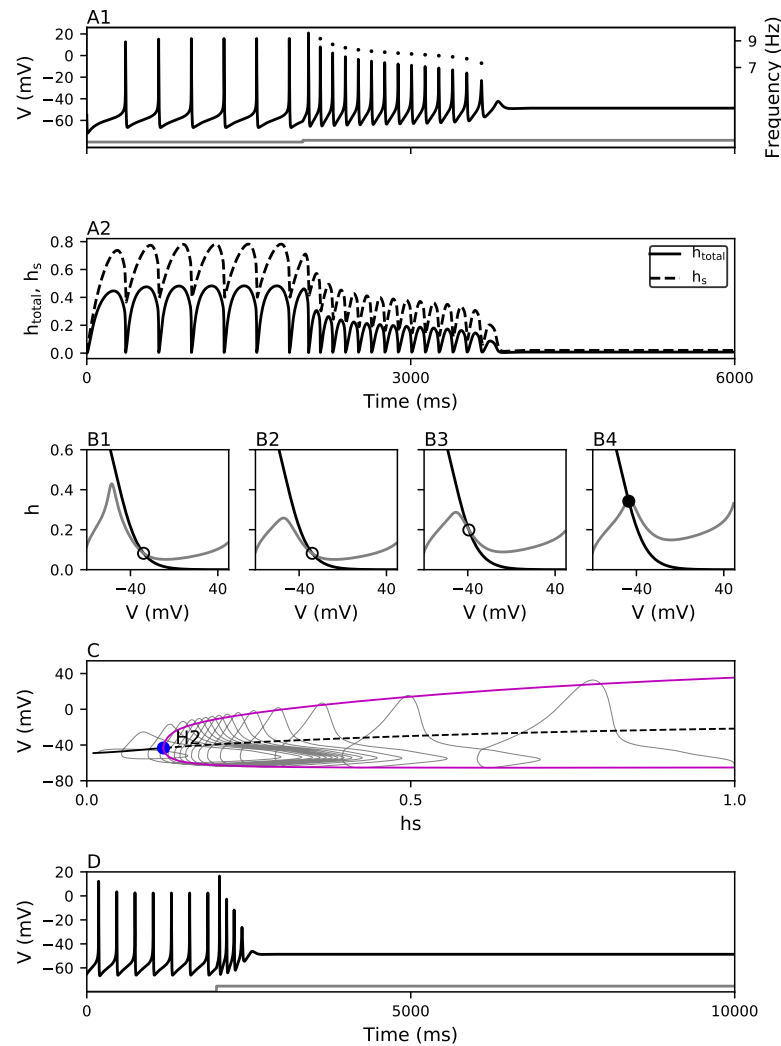 A1
V (mV)
20
0
−20
−40
−60
9
7
Frequency (Hz)
A2
h_total, h_s
0.8
0.6
0.4
0.2
0.0
h_total
h_s
0
3000
6000
Time (ms)
B1
B2
B3
B4
h
0.6
0.4
0.2
0.0
−40 40
−40 40
−40 40
−40 40
V (mV)
V (mV)
V (mV)
V (mV)
C
V (mV)
40
0
−40
−80
H2
0.0
0.5
1.0
hs
D
V (mV)
20
0
−20
−40
−60
0
5000
10000
Time (ms)